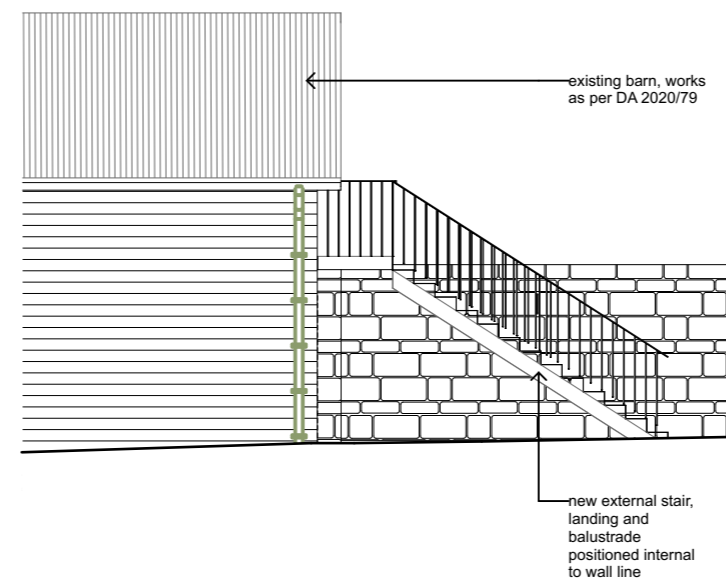 existing barn, works
as per DA 2020/79
new external stair,
landing and
balustrade
positioned internal
to wall line